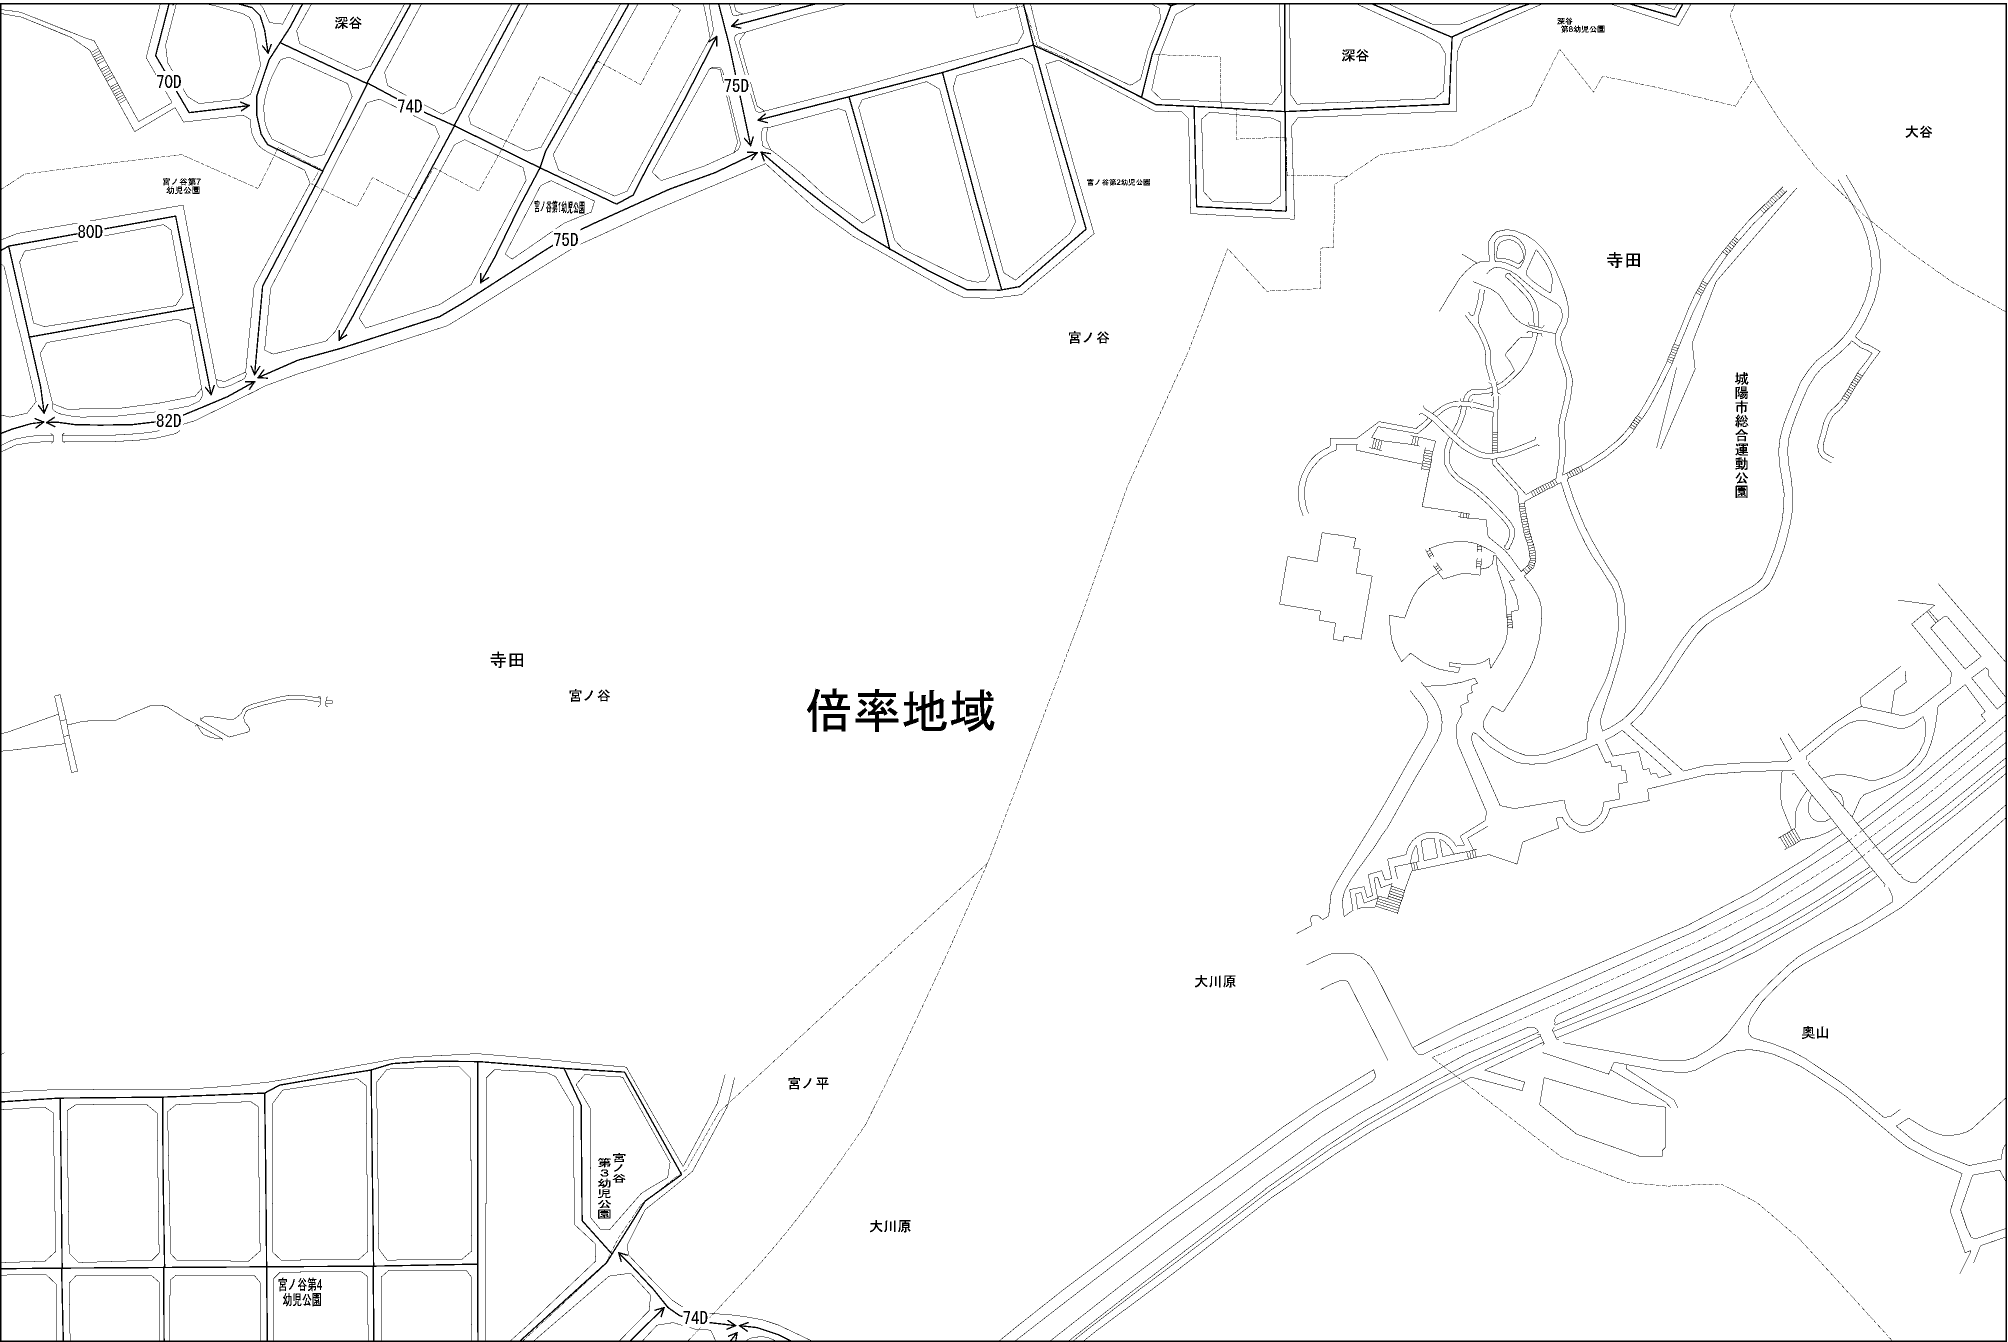 深谷
深谷
第8幼児公園
深谷
70D
74D
75D
大谷
宮ノ谷第7
幼児公園
宮ノ谷第2幼児公園
宮ノ谷第1幼児公園
80D
75D
寺田
宮ノ谷
城陽市総合運動公園
82D
寺田
宮ノ谷
倍率地域
大川原
奥山
宮ノ平
宮ノ谷
第3幼児公園
大川原
宮ノ谷第4
幼児公園
74D